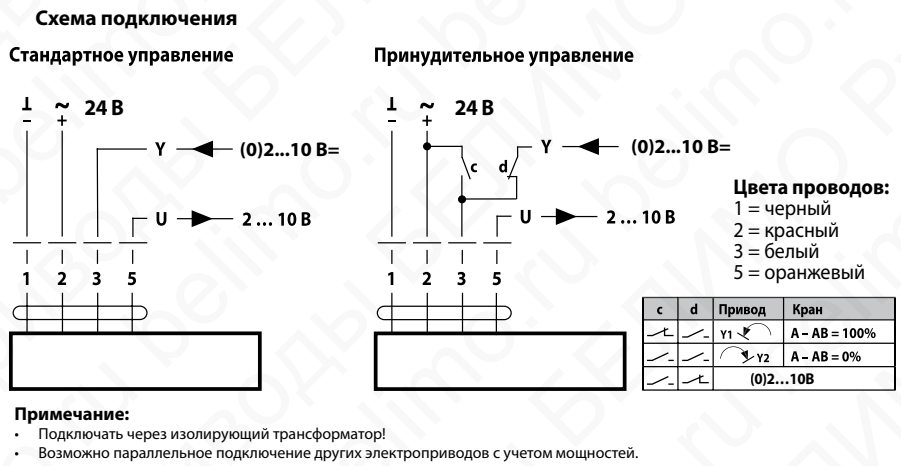 Схема подключения
Стандартное управление
Принудительное управление
⊥ ~ 24 В
– +
Y (0)2...10 В=
U 2 … 10 В
1 2 3 5
⊥ ~ 24 В
– +
c d Y (0)2...10 В=
U 2 … 10 В
1 2 3 5
Цвета проводов:
1 = черный
2 = красный
3 = белый
5 = оранжевый
c d Привод Кран
Y1 A – AB = 100%
Y2 A – AB = 0%
(0)2…10В
Примечание:
• Подключать через изолирующий трансформатор!
• Возможно параллельное подключение других электроприводов с учетом мощностей.